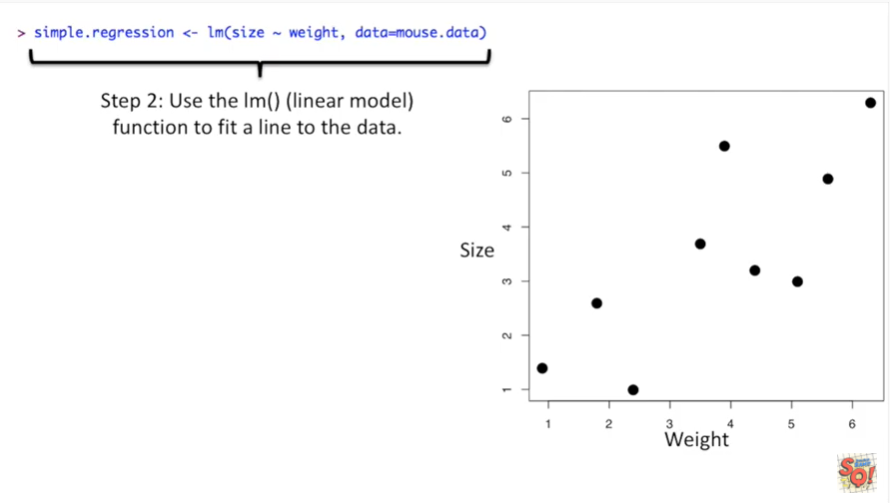 > simple.regression <- lm(size ~ weight, data=mouse.data)
Step 2: Use the lm() (linear model)
function to fit a line to the data.
Size
6
5
4
3
2
1
1 2 3 4 5 6
Weight
SQ!